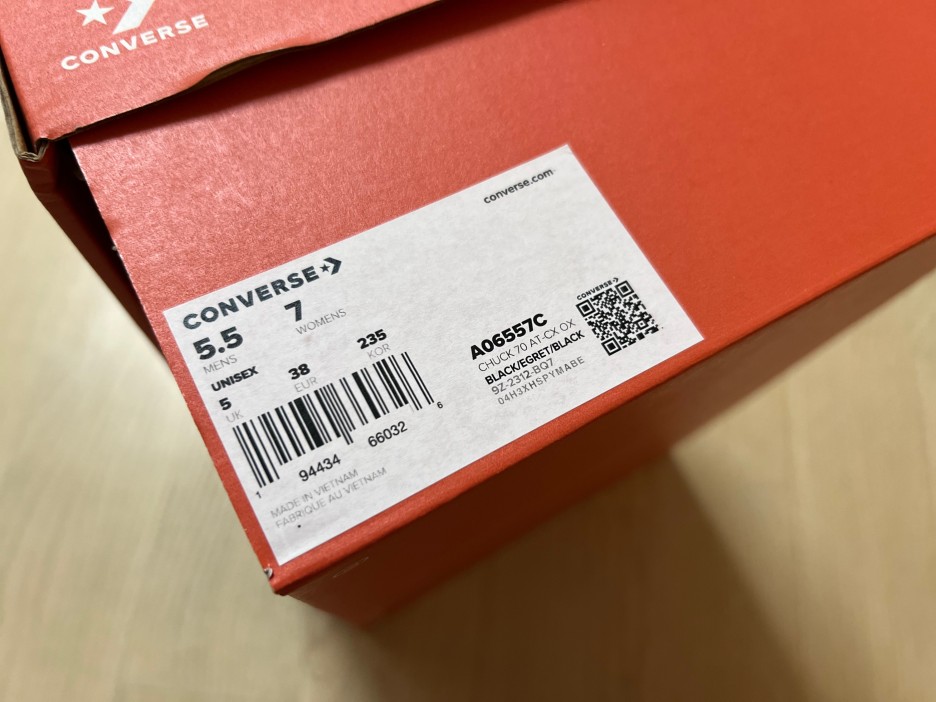 CONVERSE
converse.com
CONVERSE
5.5 7
MENS WOMENS
UNISEX
5 38 235
UK EUR KOR
1 94434 66032 6
MADE IN VIETNAM
FABRIQUE AU VIETNAM
CONVERSE
A06557C
CHUCK 70 AT-CX OX
BLACK/EGRET/BLACK
9Z-2312-BQ7
04H3XHSPYMABE